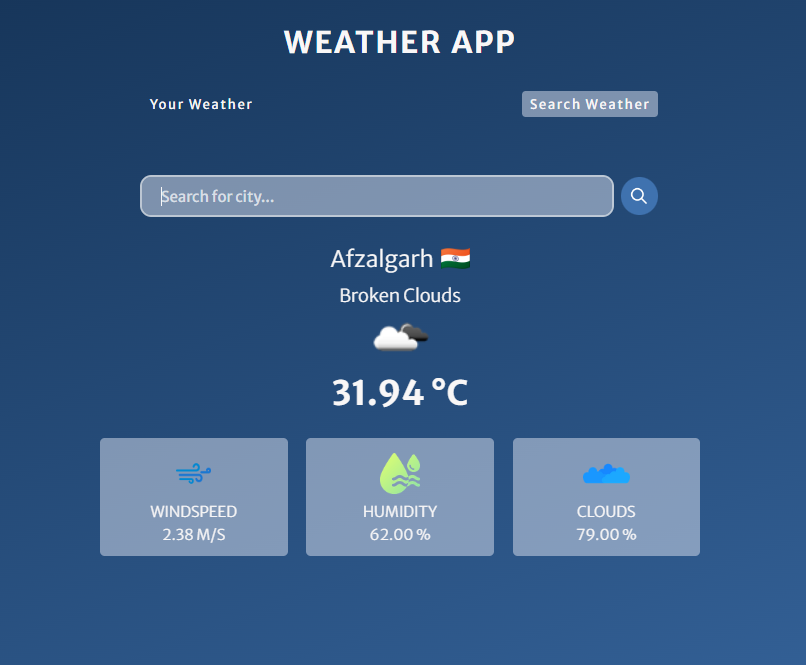 WEATHER APP
Your Weather
Search Weather
Search for city...
Afzalgarh
Broken Clouds
31.94 °C
WINDSPEED
2.38 M/S
HUMIDITY
62.00 %
CLOUDS
79.00 %